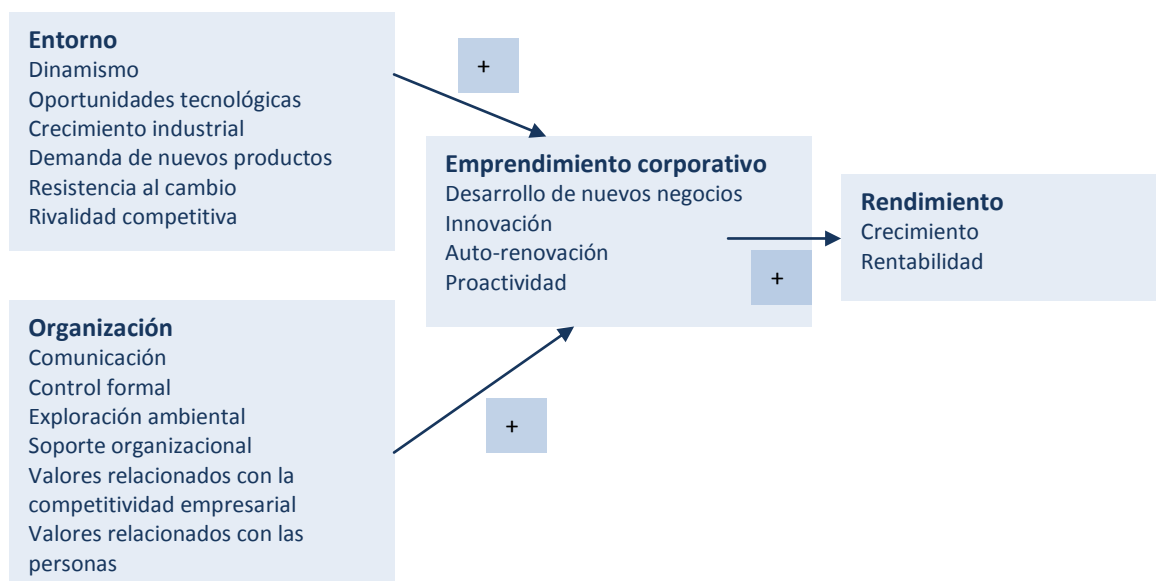 Entorno
Dinamismo
Oportunidades tecnológicas
Crecimiento industrial
Demanda de nuevos productos
Resistencia al cambio
Rivalidad competitiva
+
Organización
Comunicación
Control formal
Exploración ambiental
Soporte organizacional
Valores relacionados con la
competitividad empresarial
Valores relacionados con las
personas
+
Emprendimiento corporativo
Desarrollo de nuevos negocios
Innovación
Auto-renovación
Proactividad
+
Rendimiento
Crecimiento
Rentabilidad